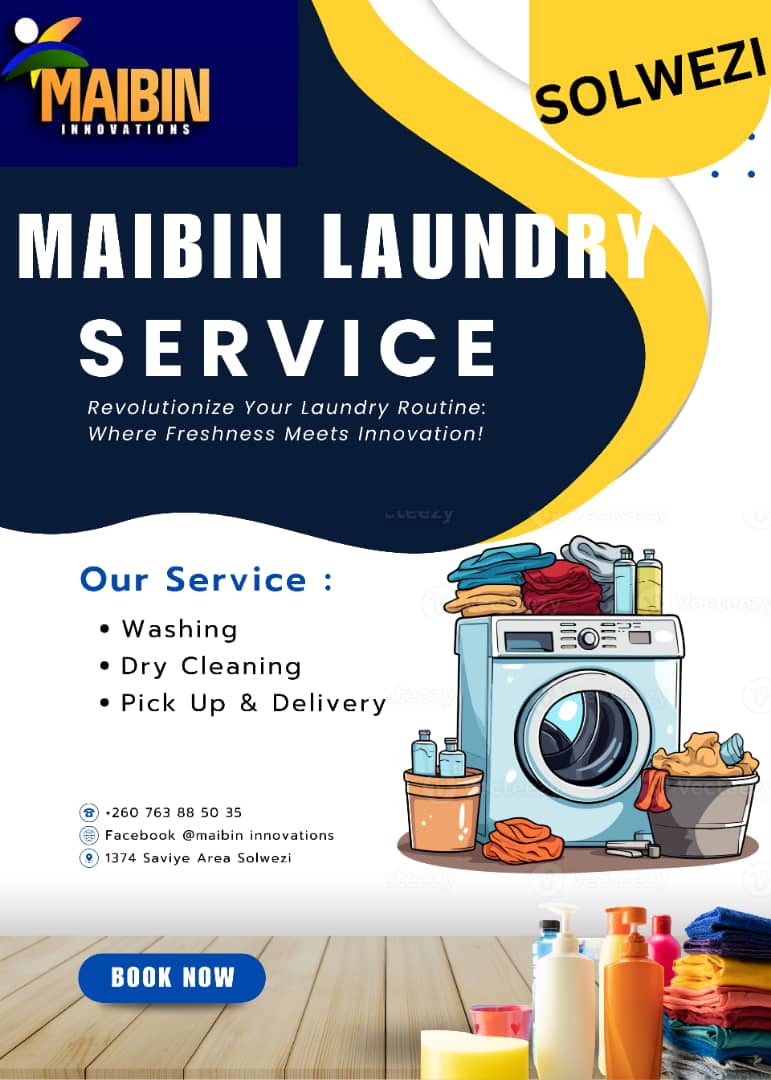 MAIBIN
INNOVATIONS
SOLWEZI
MAIBIN LAUNDRY
SERVICE
Revolutionize Your Laundry Routine:
Where Freshness Meets Innovation!
Our Service :
• Washing
• Dry Cleaning
• Pick Up & Delivery
+260 763 88 50 35
Facebook @maibin innovations
1374 Saviye Area Solwezi
BOOK NOW